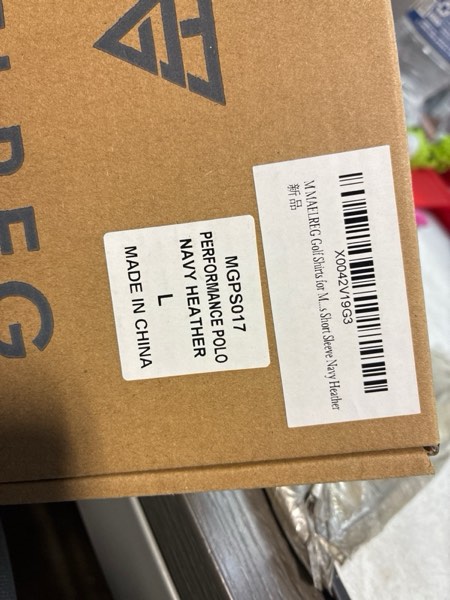 REG
MGPS017
PERFORMANCE POLO
NAVY HEATHER
L
MADE IN CHINA
X0042V19G3
M MAELREG Golf Shirts for M...s Short Sleeve Navy Heather
新品